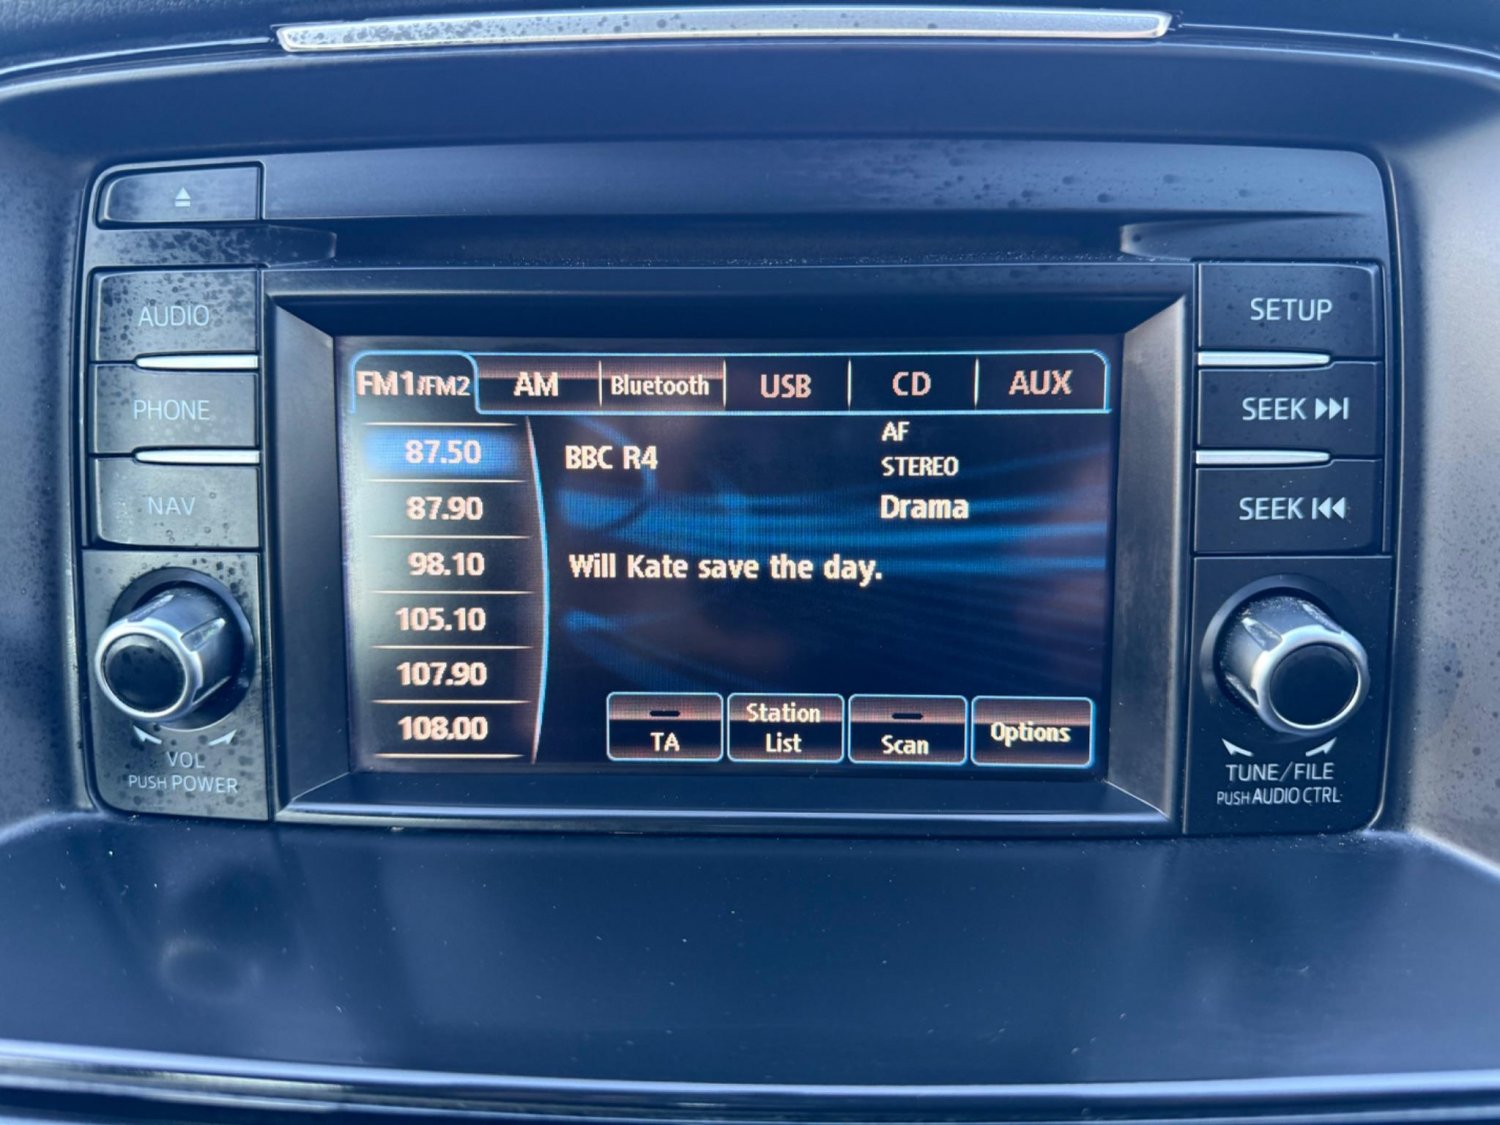 AUDIO
PHONE
NAV
VOL
PUSH POWER
FM1/FM2 AM Bluetooth USB CD AUX
87.50
87.90
98.10
105.10
107.90
108.00
BBC R4
AF
STEREO
Drama
Will Kate save the day.
TA
Station
List
Scan
Options
SETUP
SEEK
SEEK
TUNE/FILE
PUSH AUDIO CTRL